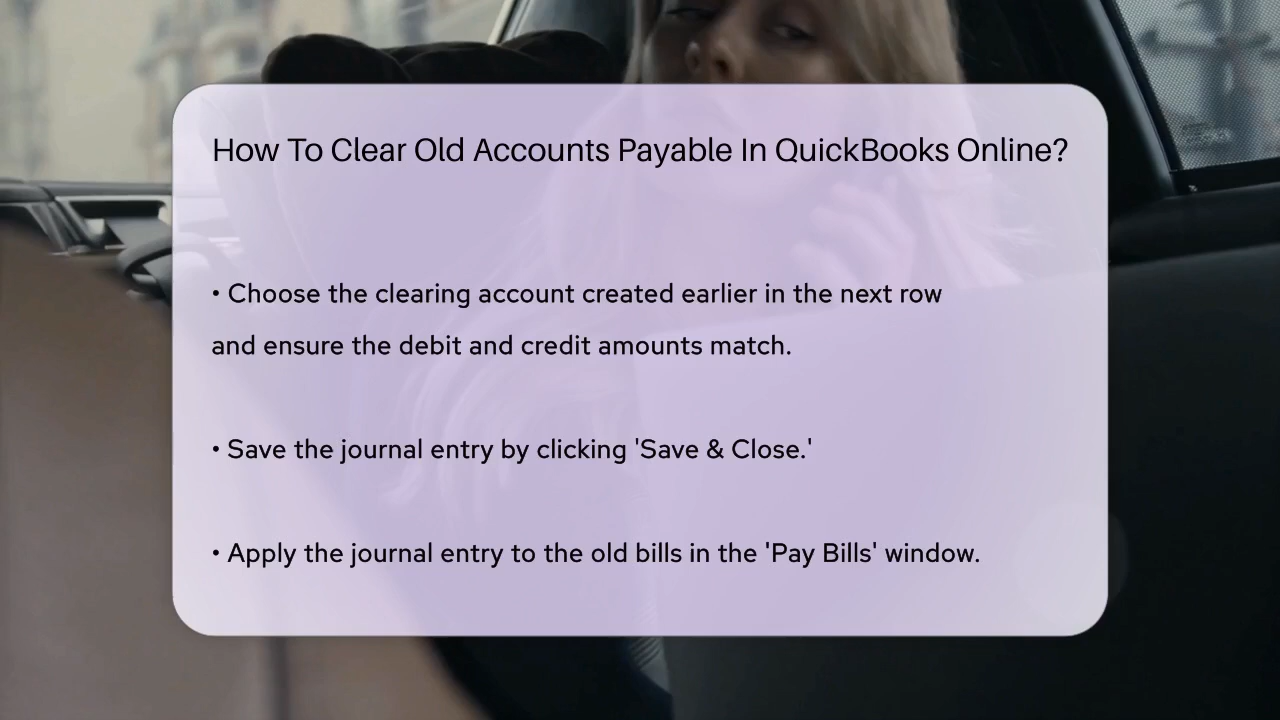 How To Clear Old Accounts Payable In QuickBooks Online?
• Choose the clearing account created earlier in the next row
and ensure the debit and credit amounts match.
• Save the journal entry by clicking 'Save & Close.'
• Apply the journal entry to the old bills in the 'Pay Bills' window.